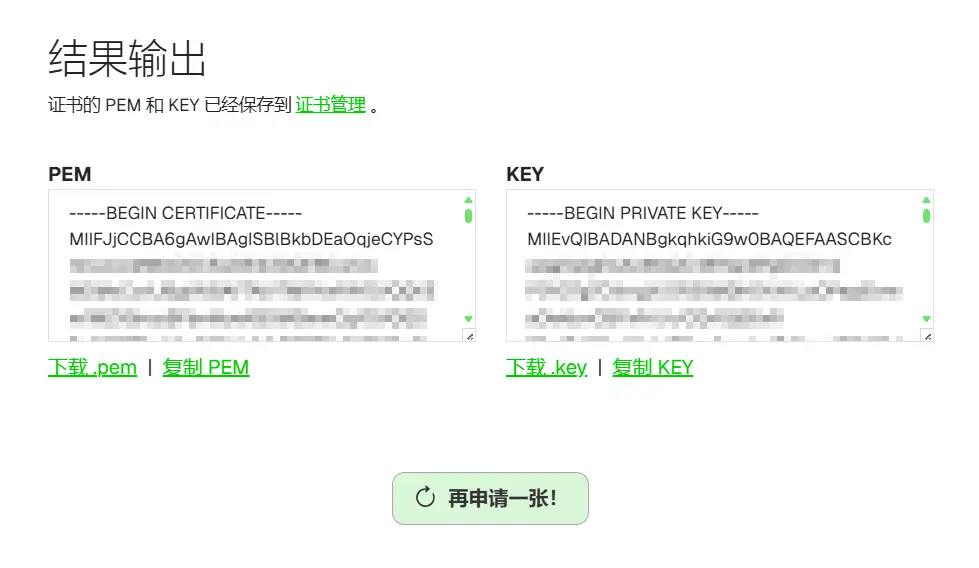 结果输出
证书的 PEM 和 KEY 已经保存到 证书管理 。
PEM
-----BEGIN CERTIFICATE-----
MIIFJjCCBA6gAwIBAgISBlBkbDEaOqjeCYPsS
下载 .pem | 复制 PEM
KEY
-----BEGIN PRIVATE KEY-----
MIIEvQIBADANBgkqhkiG9w0BAQEFAASCBKc
下载 .key | 复制 KEY
再申请一张！